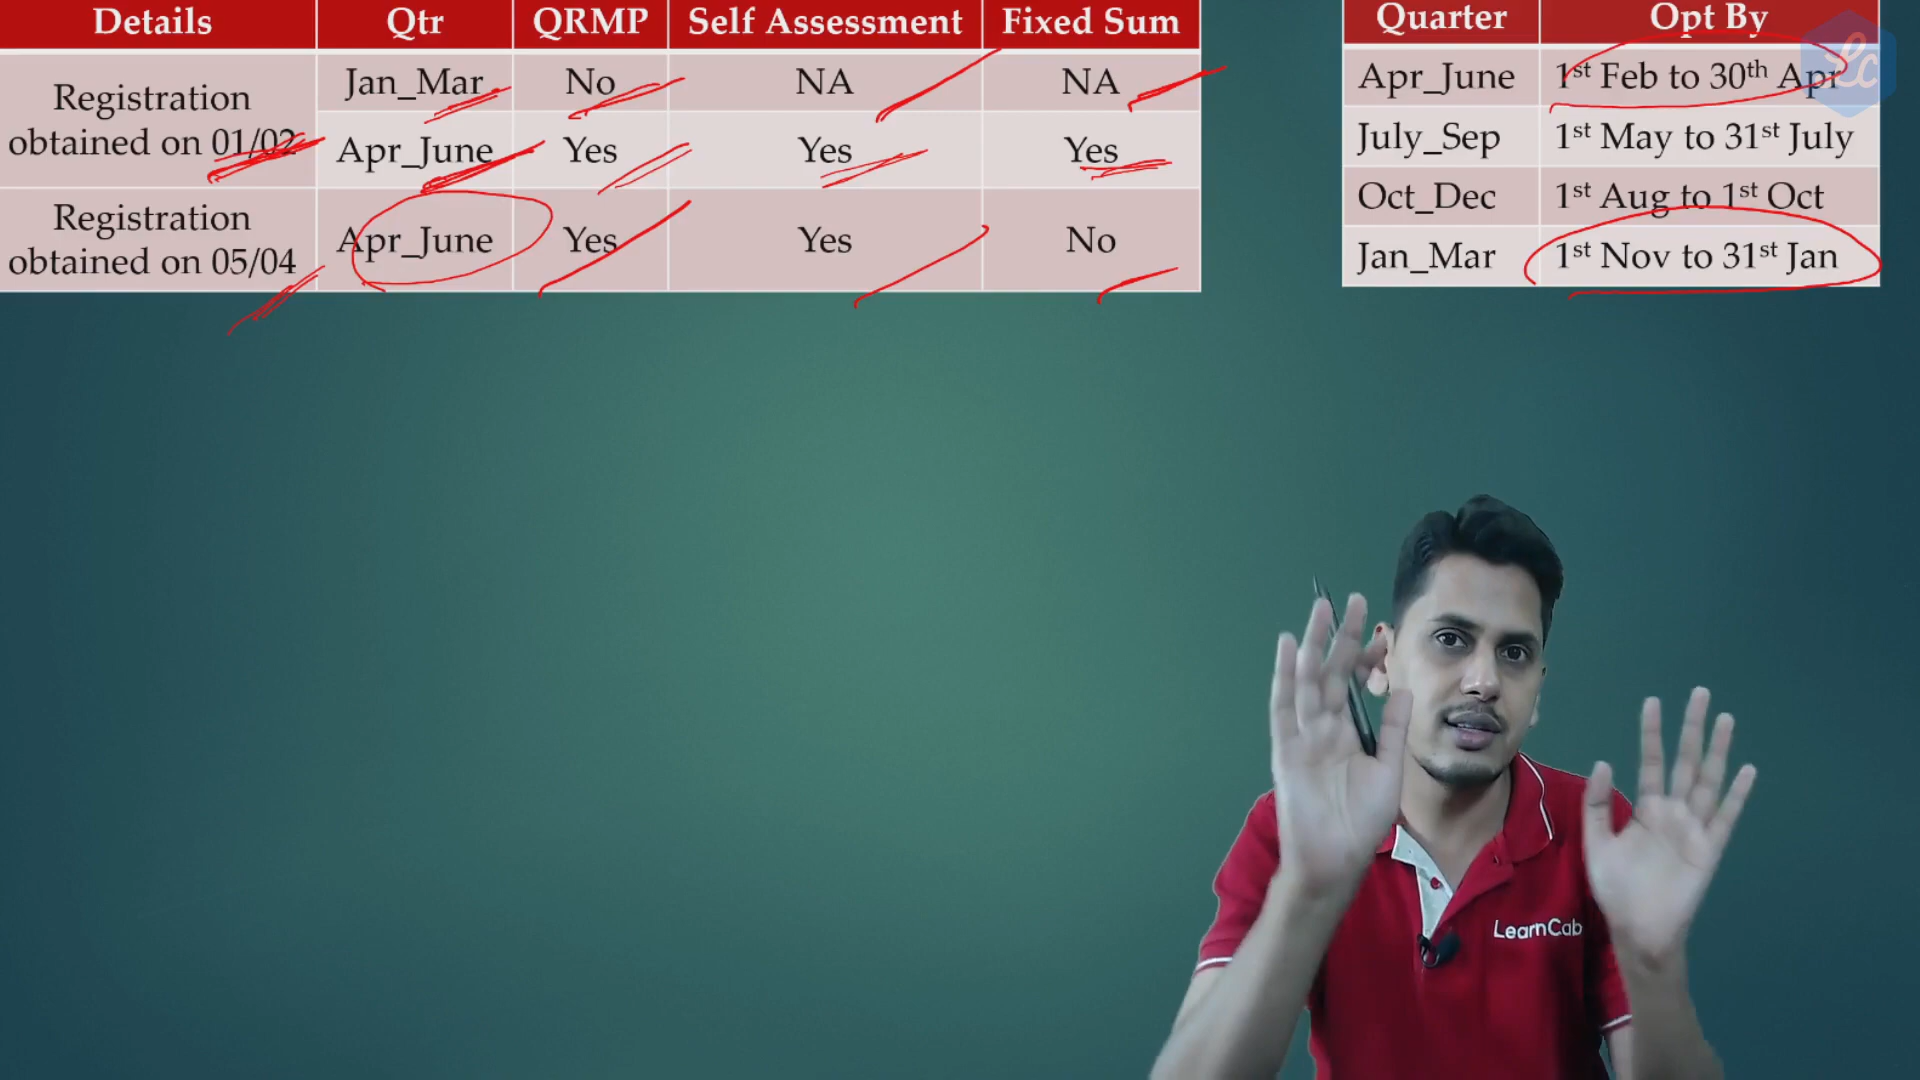 Details Qtr QRMP Self Assessment Fixed Sum
Registration obtained on 01/02 Jan_Mar No NA NA
Apr_June Yes Yes Yes
Registration obtained on 05/04 Apr_June Yes Yes No
Quarter Opt By
Apr_June 1st Feb to 30th Apr
July_Sep 1st May to 31st July
Oct_Dec 1st Aug to 1st Oct
Jan_Mar 1st Nov to 31st Jan
Lc
LearnCab